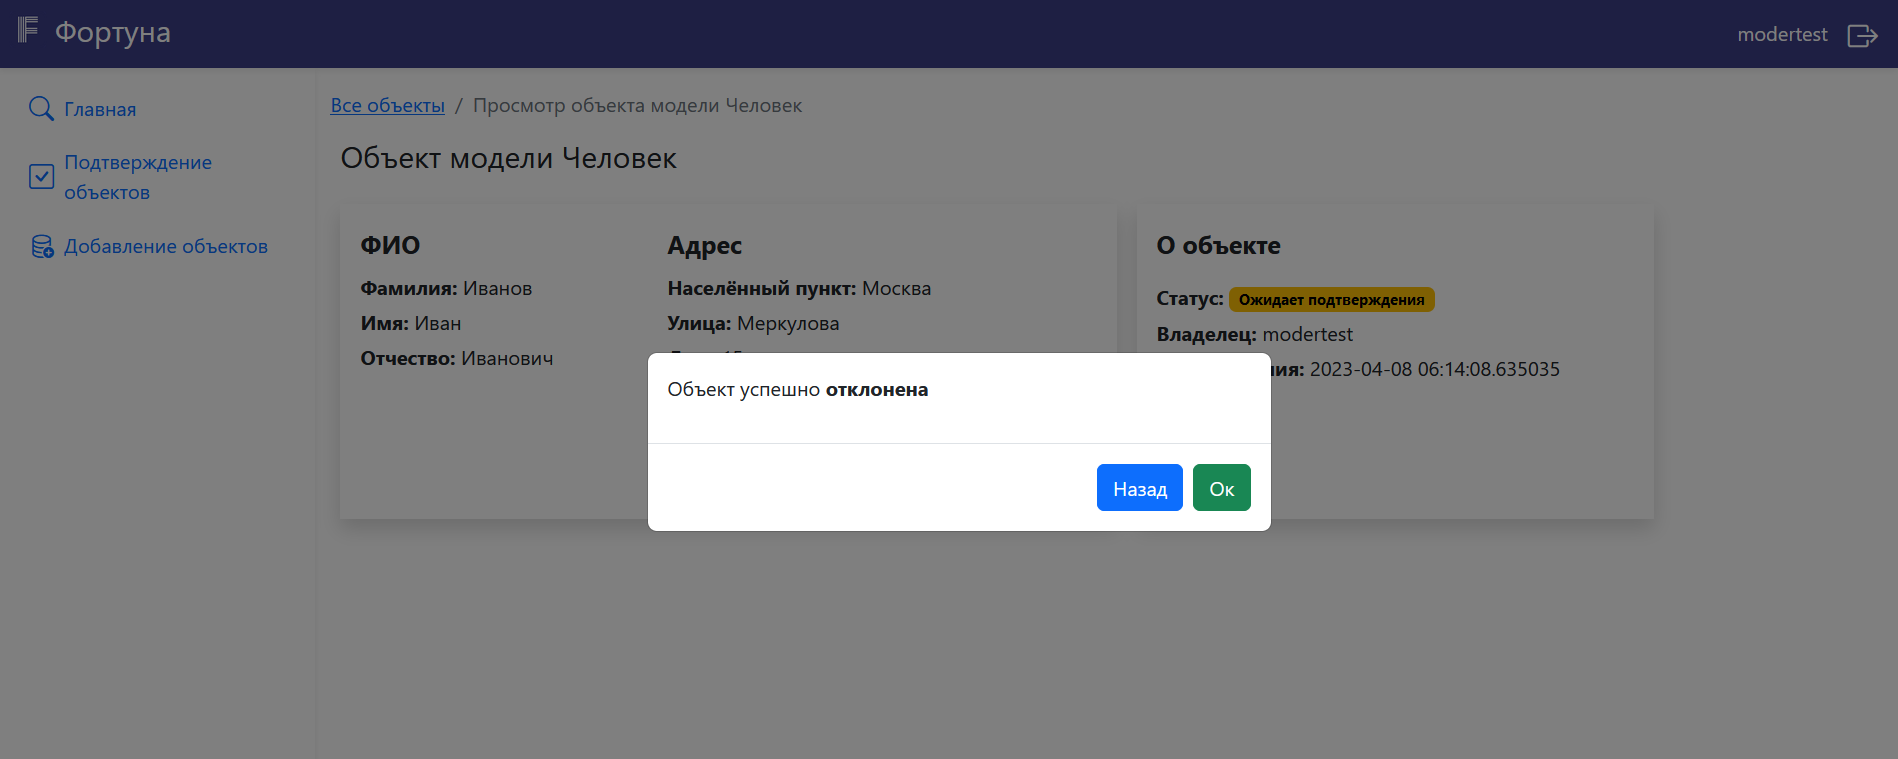 Фортуна
modertest
Главная
Подтверждение
объектов
Добавление объектов
Все объекты / Просмотр объекта модели Человек
Объект модели Человек
ФИО
Фамилия: Иванов
Имя: Иван
Отчество: Иванович
Адрес
Населённый пункт: Москва
Улица: Меркулова
О объекте
Статус: Ожидает подтверждения
Владелец: modertest
ия: 2023-04-08 06:14:08.635035
Объект успешно отклонена
Назад
Ок